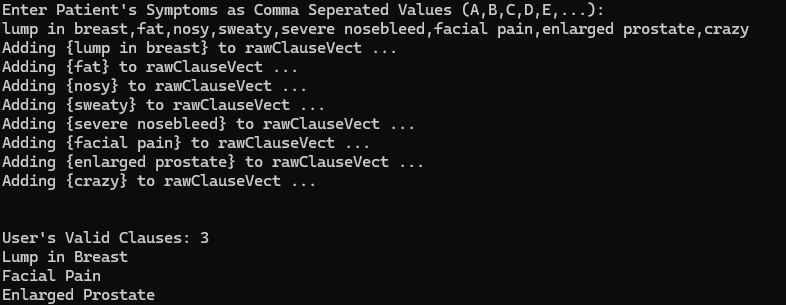 Enter Patient's Symptoms as Comma Seperated Values (A,B,C,D,E,...):
lump in breast,fat,nosy,sweaty,severe nosebleed,facial pain,enlarged prostate,crazy
Adding {lump in breast} to rawClauseVect ...
Adding {fat} to rawClauseVect ...
Adding {nosy} to rawClauseVect ...
Adding {sweaty} to rawClauseVect ...
Adding {severe nosebleed} to rawClauseVect ...
Adding {facial pain} to rawClauseVect ...
Adding {enlarged prostate} to rawClauseVect ...
Adding {crazy} to rawClauseVect ...
User's Valid Clauses: 3
Lump in Breast
Facial Pain
Enlarged Prostate